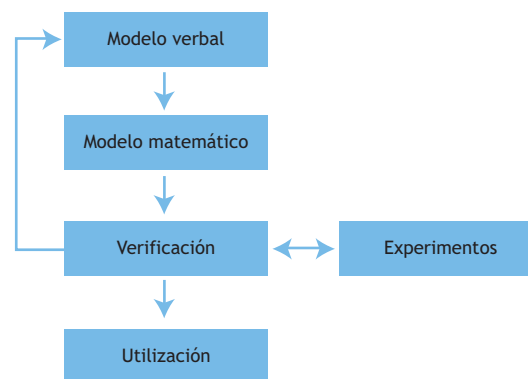 Modelo verbal
Modelo matemático
Verificación
Experimentos
Utilización